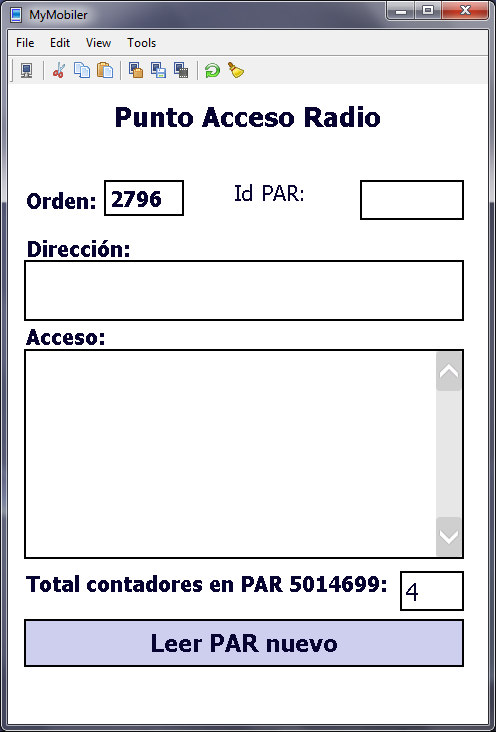 MyMobiler
File Edit View Tools
Punto Acceso Radio
Orden: 2796 Id PAR:
Dirección:
Acceso:
Total contadores en PAR 5014699: 4
Leer PAR nuevo